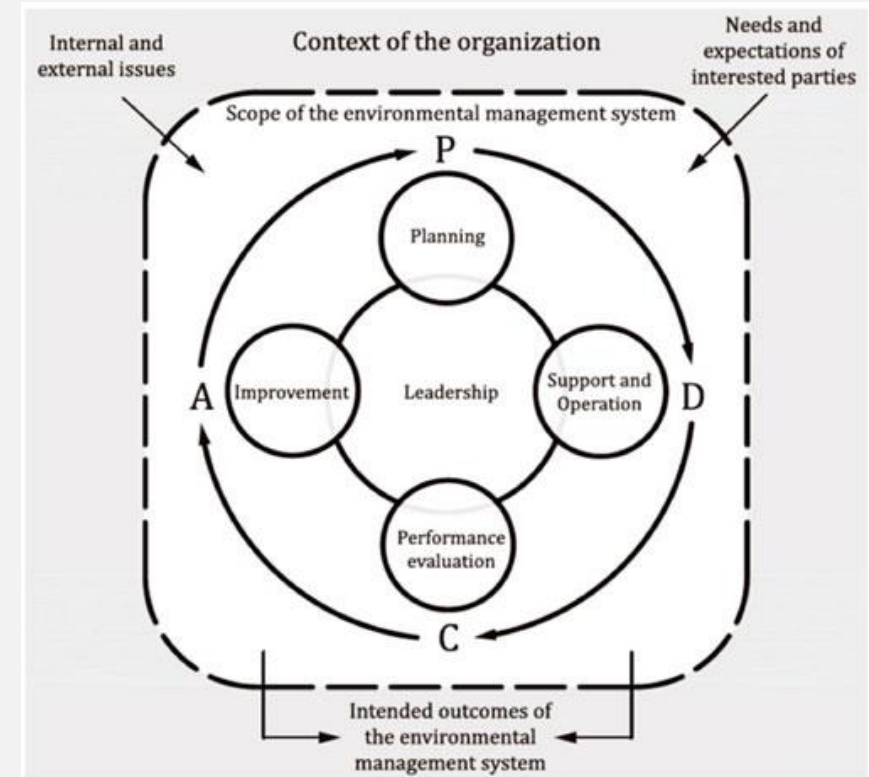 Internal and
external issues
Context of the organization
Needs and
expectations of
interested parties
Scope of the environmental management system
P
Planning
A
Improvement
Leadership
Support and
Operation
D
Performance
evaluation
C
Intended outcomes of
the environmental
management system